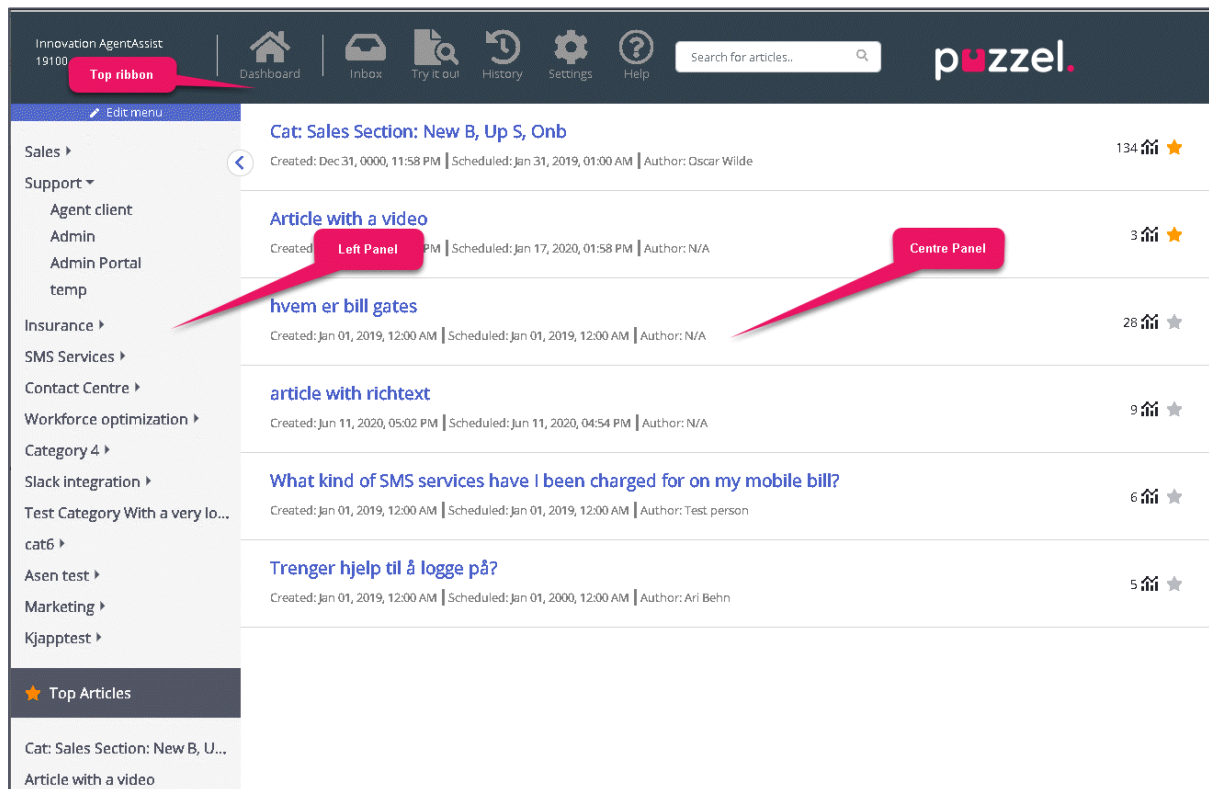 Innovation AgentAssist
19100
Top ribbon
Dashboard
Inbox
Try it out
History
Settings
Help
Search for articles..
puzzel.
Edit menu
Sales
Support
Agent client
Admin
Admin Portal
temp
Insurance
SMS Services
Contact Centre
Workforce optimization
Category 4
Slack integration
Test Category With a very lo...
cat6
Asen test
Marketing
Kjapptest
Top Articles
Cat: Sales Section: New B, U...
Article with a video
Left Panel
Centre Panel
Cat: Sales Section: New B, Up S, Onb
Created: Dec 31, 0000, 11:58 PM | Scheduled: Jan 31, 2019, 01:00 AM | Author: Oscar Wilde
134
Article with a video
Created PM | Scheduled: Jan 17, 2020, 01:58 PM | Author: N/A
3
hvem er bill gates
Created: Jan 01, 2019, 12:00 AM | Scheduled: Jan 01, 2019, 12:00 AM | Author: N/A
28
article with richtext
Created: Jun 11, 2020, 05:02 PM | Scheduled: Jun 11, 2020, 04:54 PM | Author: N/A
9
What kind of SMS services have I been charged for on my mobile bill?
Created: Jan 01, 2019, 12:00 AM | Scheduled: Jan 01, 2019, 12:00 AM | Author: Test person
6
Trenger hjelp til å logge på?
Created: Jan 01, 2019, 12:00 AM | Scheduled: Jan 01, 2000, 12:00 AM | Author: Ari Behn
5